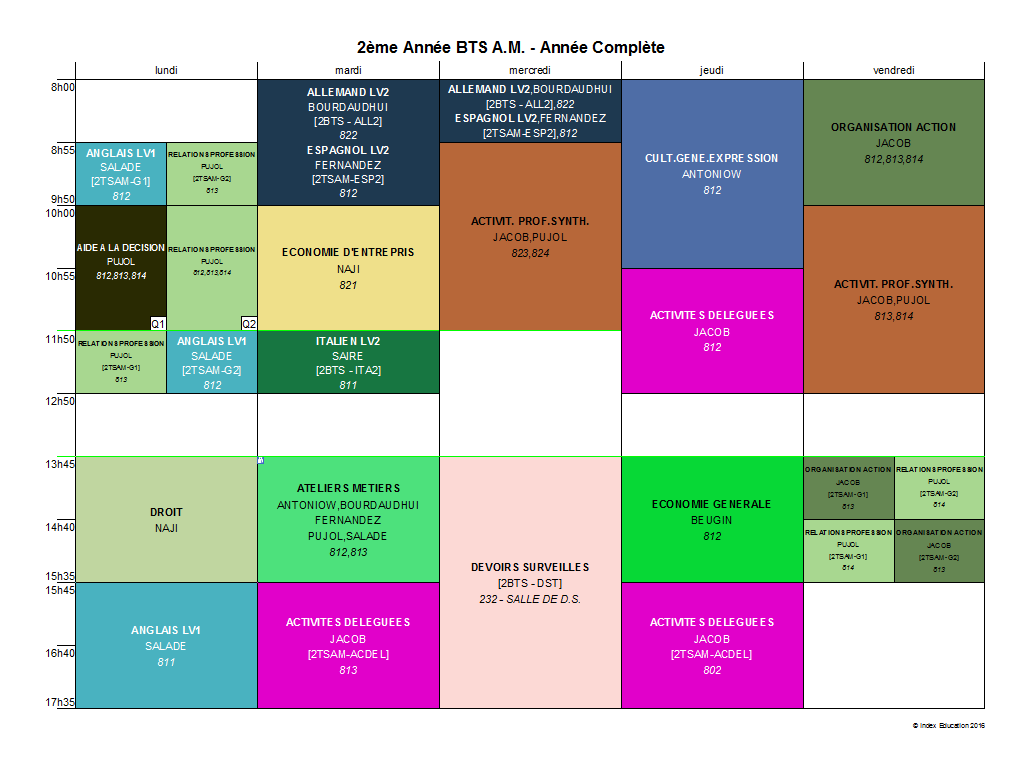 2ème Année BTS A.M. - Année Complète
lundi
mardi
mercredi
jeudi
vendredi
8h00
8h55
9h50
10h00
10h55
11h50
12h50
13h45
14h40
15h35
15h45
16h40
17h35
ANGLAIS LV1
SALADE
[2TSAM-G1]
812
RELATIONS PROFESSION
PUJOL
[2TSAM-G2]
813
AIDE A LA DECISION
PUJOL
812,813,814
Q1
RELATIONS PROFESSION
PUJOL
812,813,814
Q2
RELATIONS PROFESSION
PUJOL
[2TSAM-G1]
813
ANGLAIS LV1
SALADE
[2TSAM-G2]
812
DROIT
NAJI
ANGLAIS LV1
SALADE
811
ALLEMAND LV2
BOURDAUDHUI
[2BTS - ALL2]
822
ESPAGNOL LV2
FERNANDEZ
[2TSAM-ESP2]
812
ECONOMIE D'ENTREPRIS
NAJI
821
ITALIEN LV2
SAIRE
[2BTS - ITA2]
811
ATELIERS METIERS
ANTONIOW,BOURDAUDHUI
FERNANDEZ
PUJOL,SALADE
812,813
ACTIVITES DELEGUEES
JACOB
[2TSAM-ACDEL]
813
ALLEMAND LV2,BOURDAUDHUI
[2BTS - ALL2],822
ESPAGNOL LV2,FERNANDEZ
[2TSAM-ESP2],812
ACTIVIT. PROF.SYNTH.
JACOB,PUJOL
823,824
DEVOIRS SURVEILLES
[2BTS - DST]
232 - SALLE DE D.S.
CULT.GENE.EXPRESSION
ANTONIOW
812
ACTIVITES DELEGUEES
JACOB
812
ECONOMIE GENERALE
BEUGIN
812
ACTIVITES DELEGUEES
JACOB
[2TSAM-ACDEL]
802
ORGANISATION ACTION
JACOB
812,813,814
ACTIVIT. PROF.SYNTH.
JACOB,PUJOL
813,814
ORGANISATION ACTION
JACOB
[2TSAM-G1]
813
RELATIONS PROFESSION
PUJOL
[2TSAM-G2]
814
RELATIONS PROFESSION
PUJOL
[2TSAM-G1]
814
ORGANISATION ACTION
JACOB
[2TSAM-G2]
813
© Index Education 2016